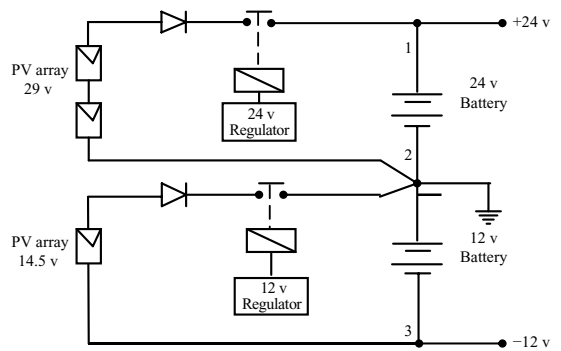 +24 v
1
PV array
29 v
24 v
Battery
24 v
Regulator
2
PV array
14.5 v
12 v
Battery
12 v
Regulator
3
−12 v